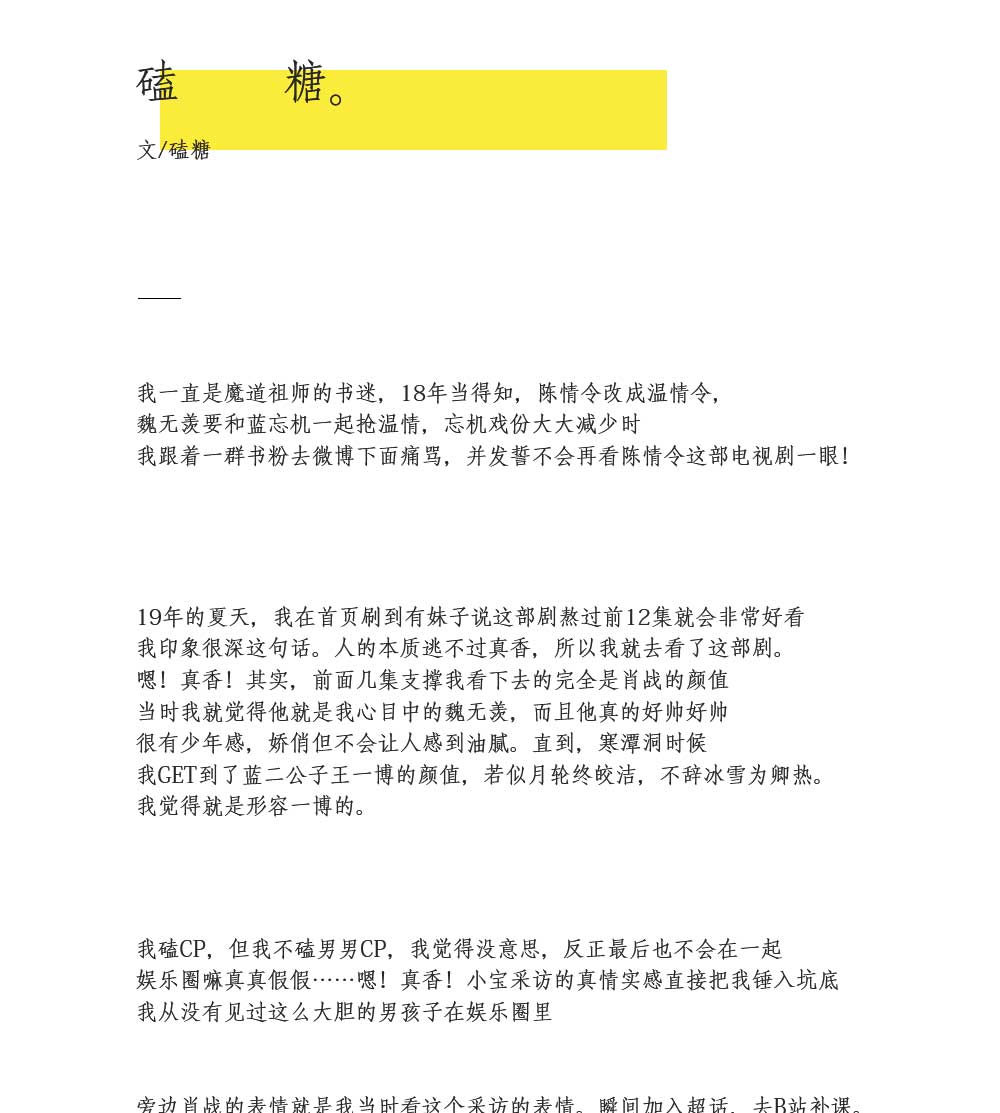 磕 糖。
文/磕糖
我一直是魔道祖师的书迷，18年当得知，陈情令改成温情令，
魏无羡要和蓝忘机一起抢温情，忘机戏份大大减少时
我跟着一群书粉去微博下面痛骂，并发誓不会再看陈情令这部电视剧一眼！
19年的夏天，我在首页刷到有妹子说这部剧熬过前12集就会非常好看
我印象很深这句话。人的本质逃不过真香，所以我就去看了这部剧。
嗯！真香！其实，前面几集支撑我看下去的完全是肖战的颜值
当时我就觉得他就是我心目中的魏无羡，而且他真的好帅好帅
很有少年感，娇俏但不会让人感到油腻。直到，寒潭洞时候
我GET到了蓝二公子王一博的颜值，若似月轮终皎洁，不辞冰雪为卿热。
我觉得就是形容一博的。
我磕CP，但我不磕男男CP，我觉得没意思，反正最后也不会在一起
娱乐圈嘛真真假假……嗯！真香！小宝采访的真情实感直接把我锤入坑底
我从没有见过这么大胆的男孩子在娱乐圈里
旁边肖战的表情就是我当时看这个采访的表情。瞬间加入超话，去B站补课。